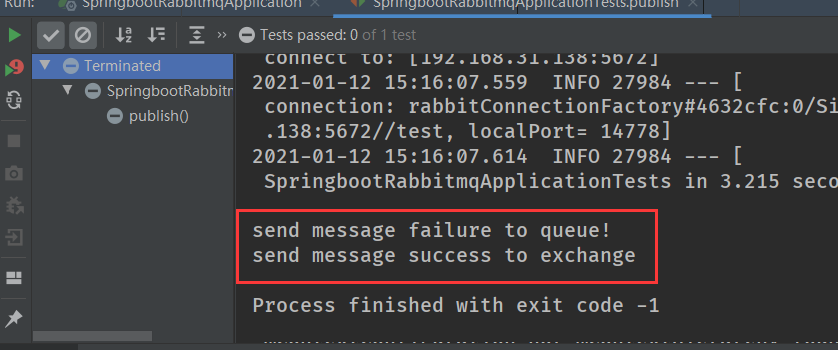 Run:
SpringbootRabbitmqApplication
SpringbootRabbitmqApplicationTests.publish
Tests passed: 0 of 1 test
Terminated
SpringbootRabbitm
publish()
connect to: [192.168.31.138:5672]
2021-01-12 15:16:07.559 INFO 27984 --- [
connection: rabbitConnectionFactory#4632cfc:0/Si
.138:5672//test, localPort= 14778]
2021-01-12 15:16:07.614 INFO 27984 --- [
SpringbootRabbitmqApplicationTests in 3.215 seco
send message failure to queue!
send message success to exchange
Process finished with exit code -1